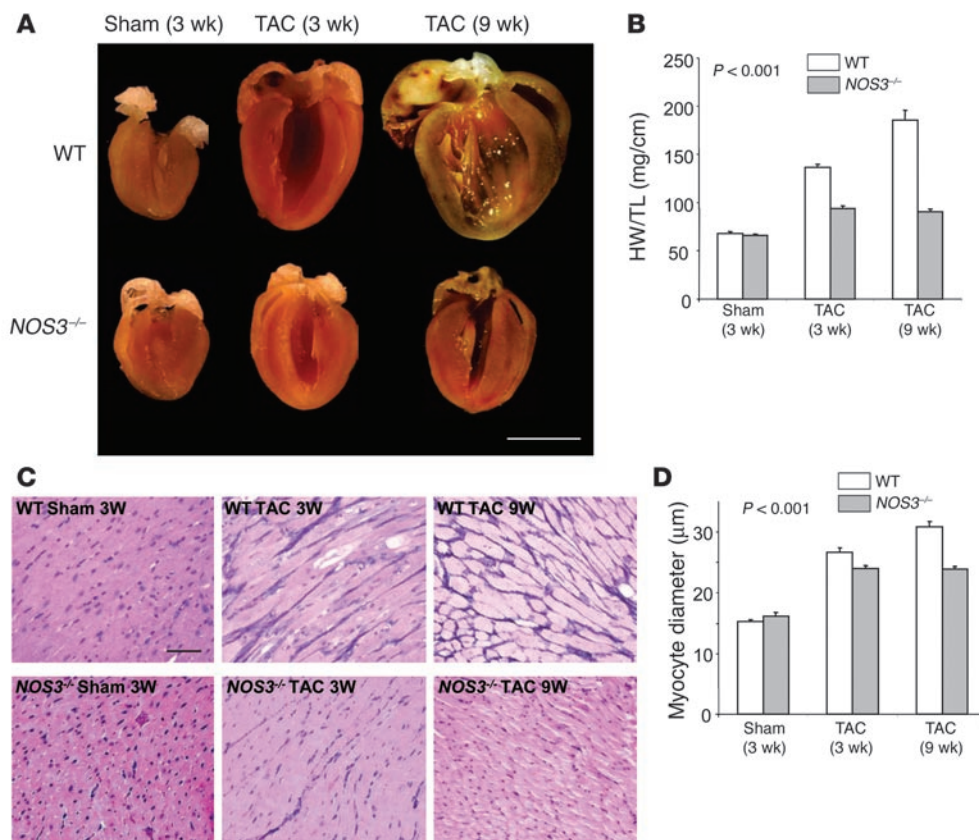 A
Sham (3 wk) TAC (3 wk) TAC (9 wk)
WT
NOS3–/–
B
P < 0.001
WT
NOS3–/–
HW/TL (mg/cm)
250
200
150
100
50
0
Sham
(3 wk)
TAC
(3 wk)
TAC
(9 wk)
C
WT Sham 3W
WT TAC 3W
WT TAC 9W
NOS3-/- Sham 3W
NOS3-/- TAC 3W
NOS3-/- TAC 9W
D
WT
NOS3–/–
P < 0.001
Myocyte diameter (μm)
30
20
10
0
Sham
(3 wk)
TAC
(3 wk)
TAC
(9 wk)